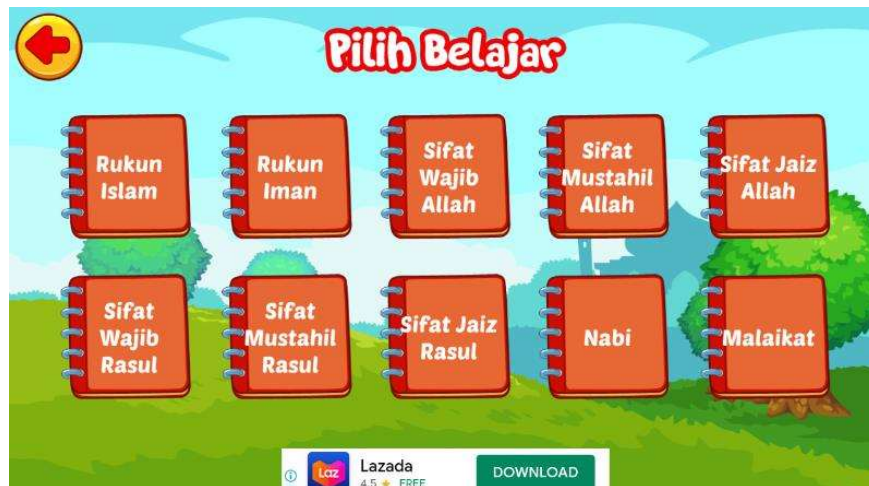 Pilih Belajar
Rukun
Islam
Rukun
Iman
Sifat
Wajib
Allah
Sifat
Mustahil
Allah
Sifat Jaiz
Allah
Sifat
Wajib
Rasul
Sifat
Mustahil
Rasul
Sifat Jaiz
Rasul
Nabi
Malaikat
Laz
Lazada
4.5 ★ FREE
DOWNLOAD